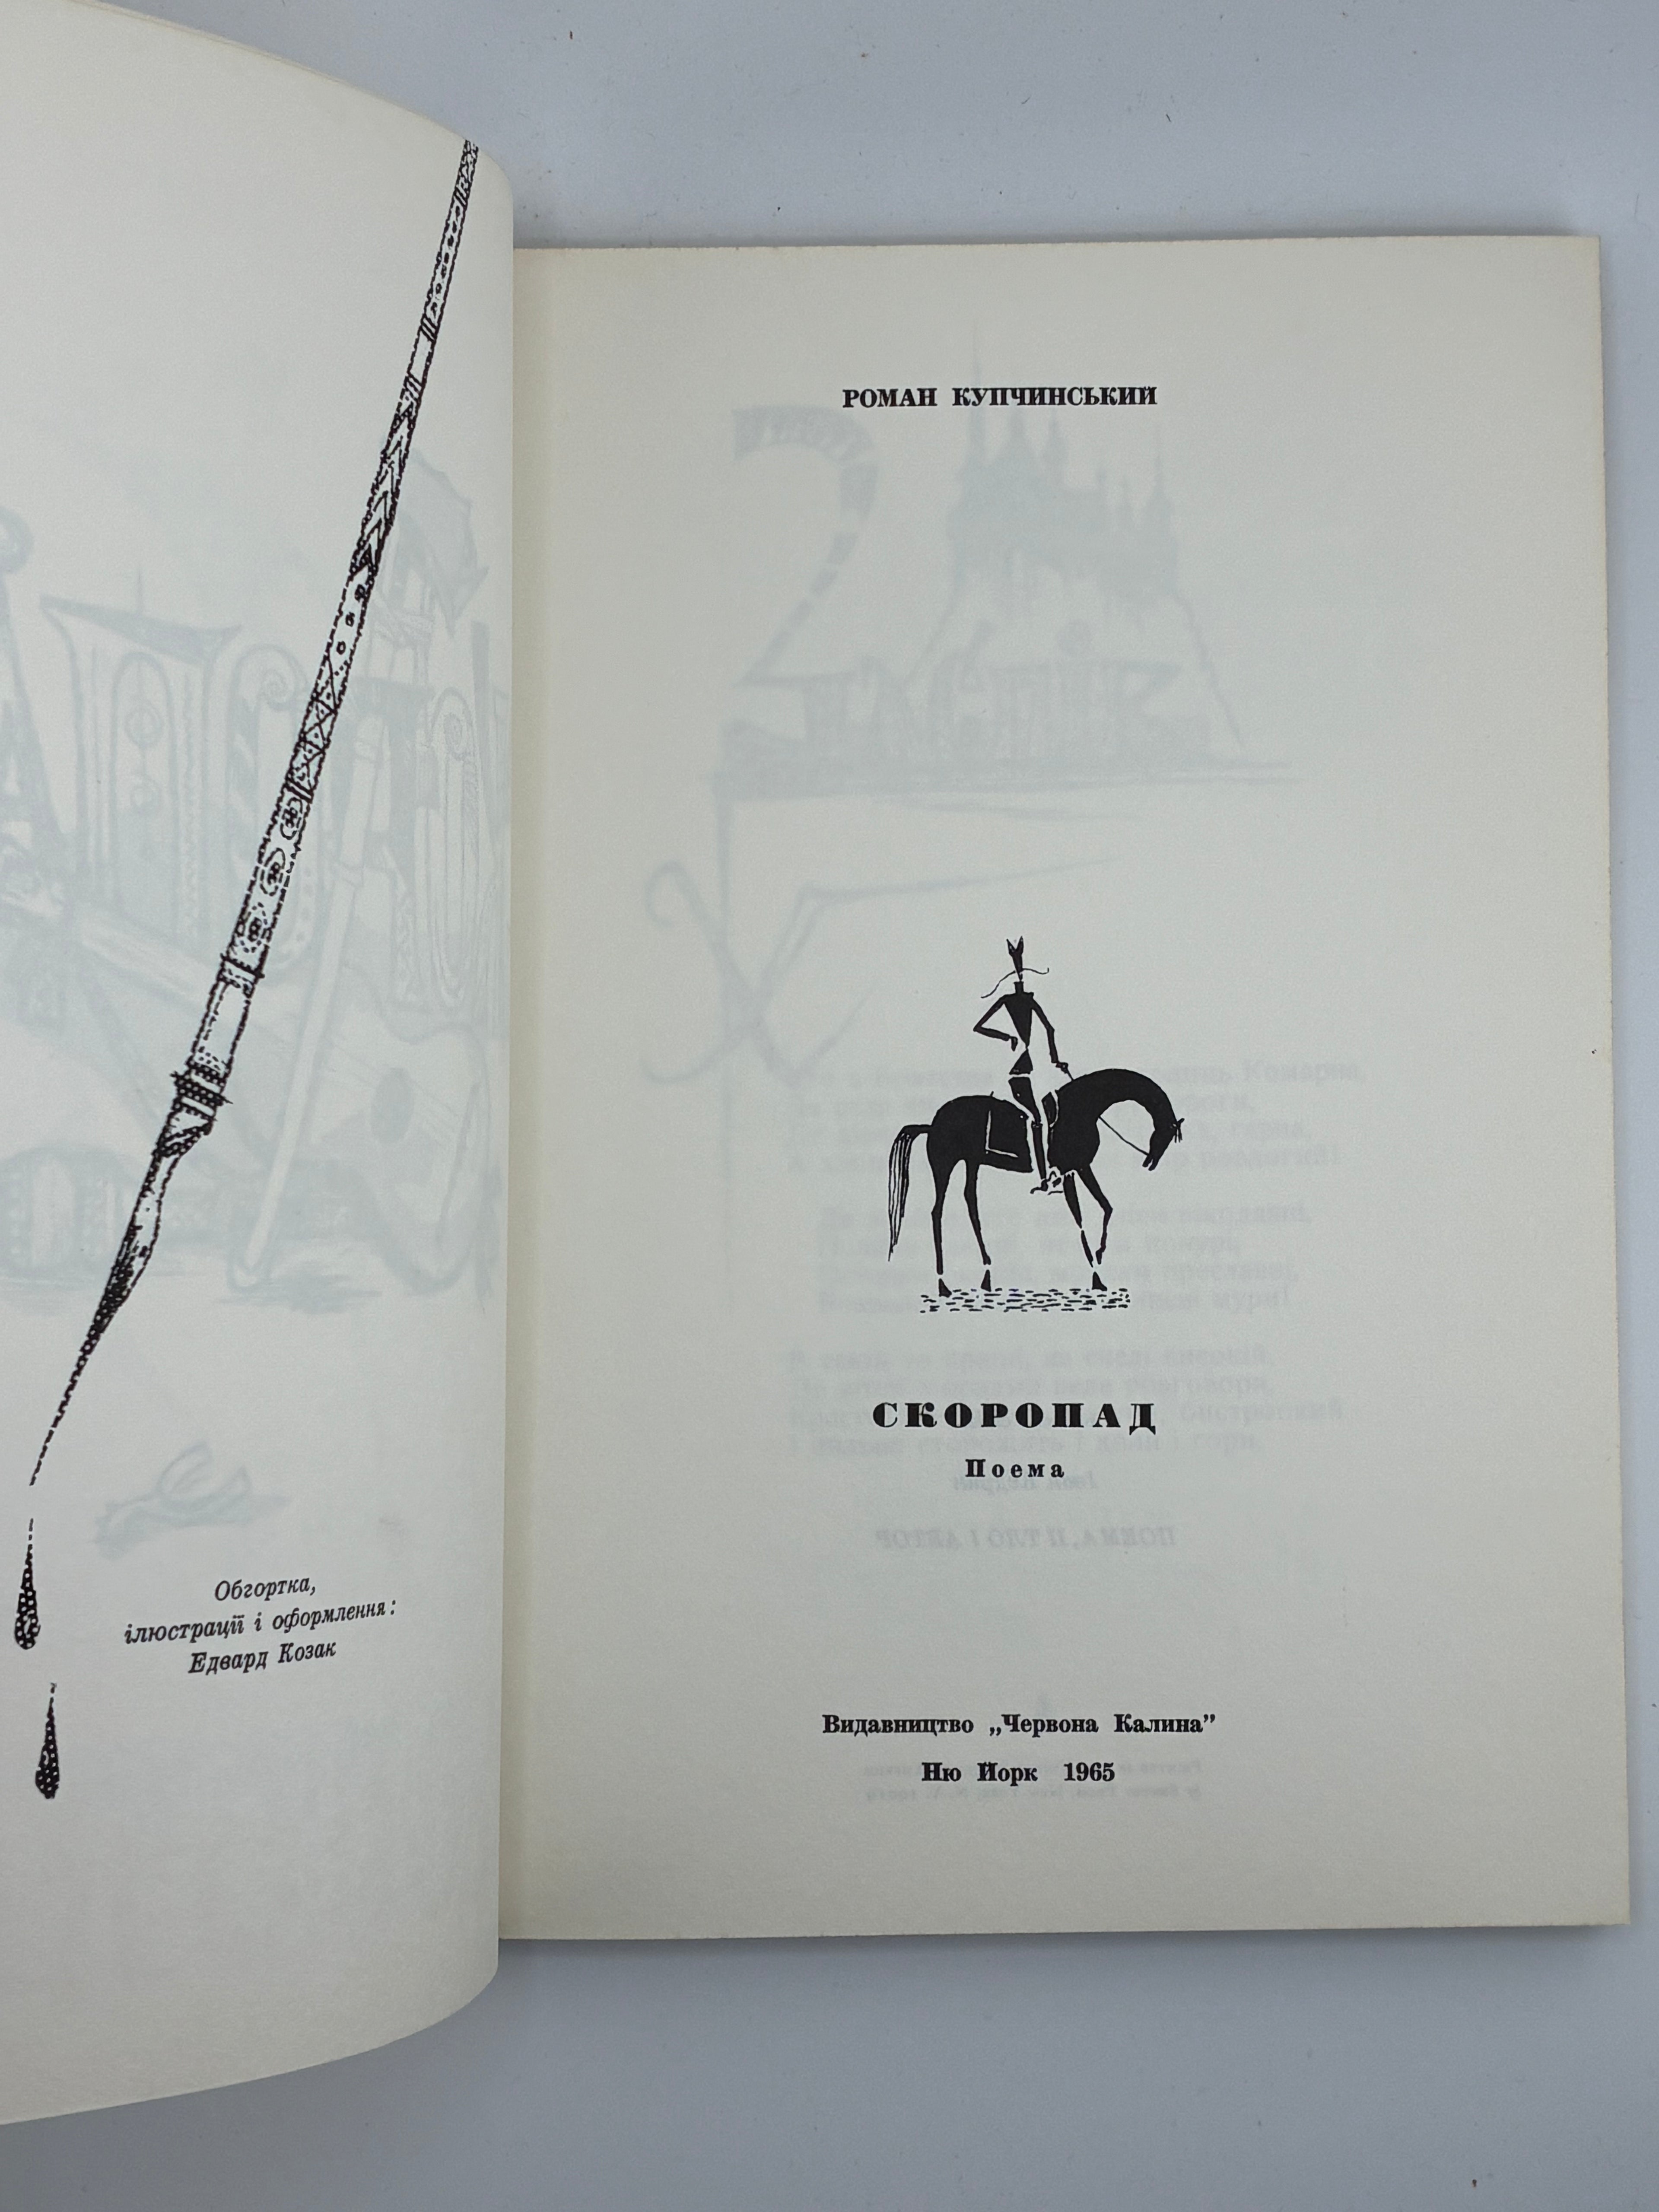 Обгортка,
ілюстрації і оформлення:
Едвард Козак
РОМАН КУПЧИНСЬКИЙ
СКОРОПАД
Поема
Видавництво „Червона Калина”
Ню Йорк 1965